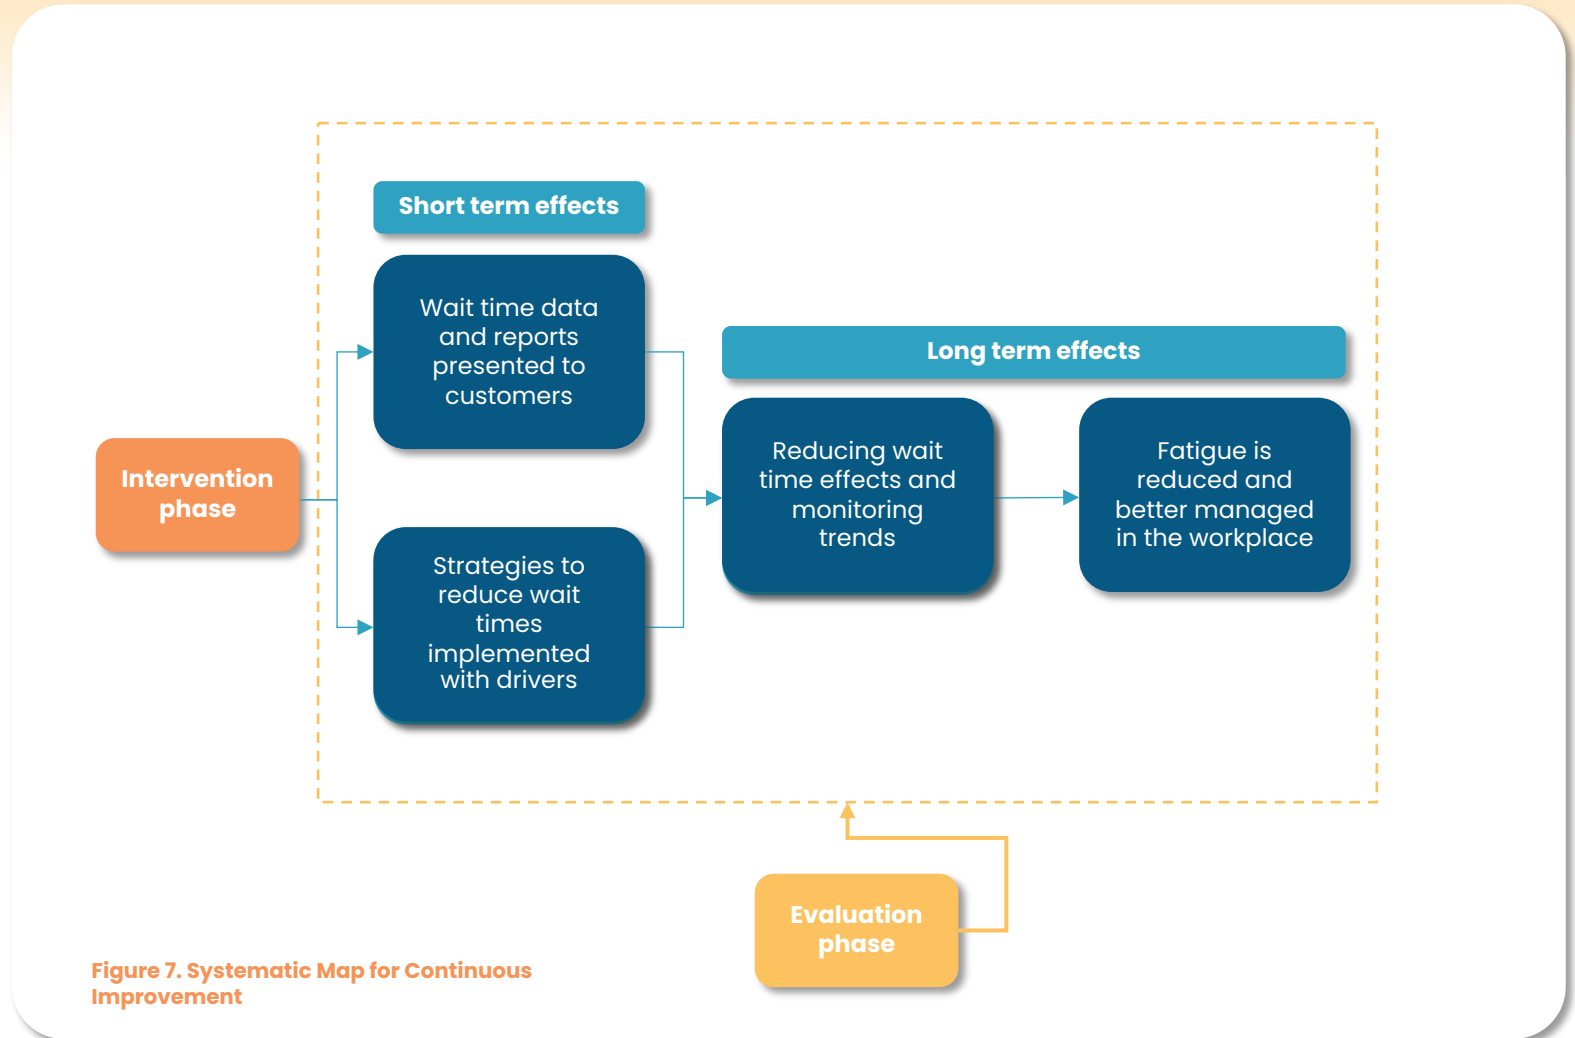 Short term effects
Wait time data
and reports
presented to
customers
Long term effects
Intervention
phase
Reducing wait
time effects and
monitoring
trends
Fatigue is
reduced and
better managed
in the workplace
Strategies to
reduce wait
times
implemented
with drivers
Evaluation
phase
Figure 7. Systematic Map for Continuous
Improvement